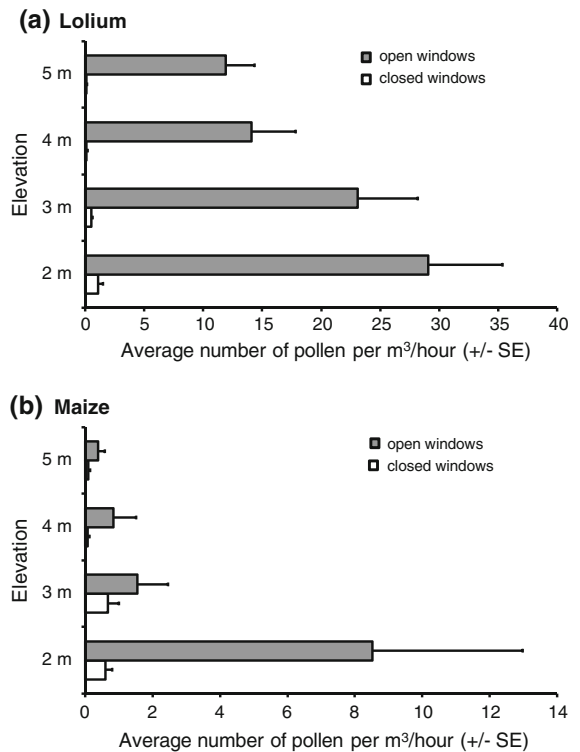 (a) Lolium
open windows
closed windows
5 m
4 m
3 m
2 m
Elevation
0 5 10 15 20 25 30 35 40
Average number of pollen per m³/hour (+/- SE)
(b) Maize
open windows
closed windows
5 m
4 m
3 m
2 m
Elevation
0 2 4 6 8 10 12 14
Average number of pollen per m³/hour (+/- SE)